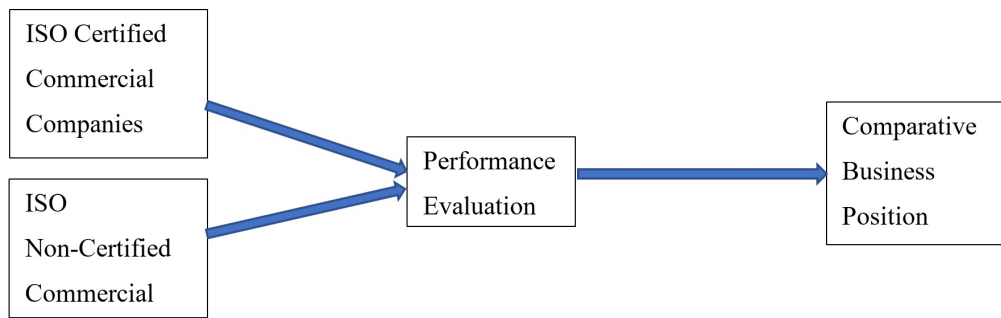 ISO Certified
Commercial
Companies
ISO
Non-Certified
Commercial
Performance
Evaluation
Comparative
Business
Position